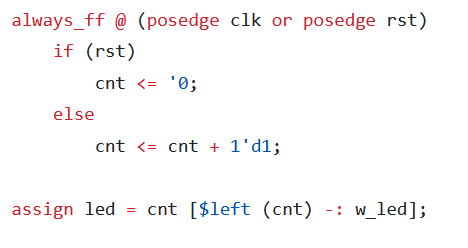 always_ff @ (posedge clk or posedge rst)
    if (rst)
        cnt <= '0;
    else
        cnt <= cnt + 1'd1;

assign led = cnt [$left (cnt) -: w_led];